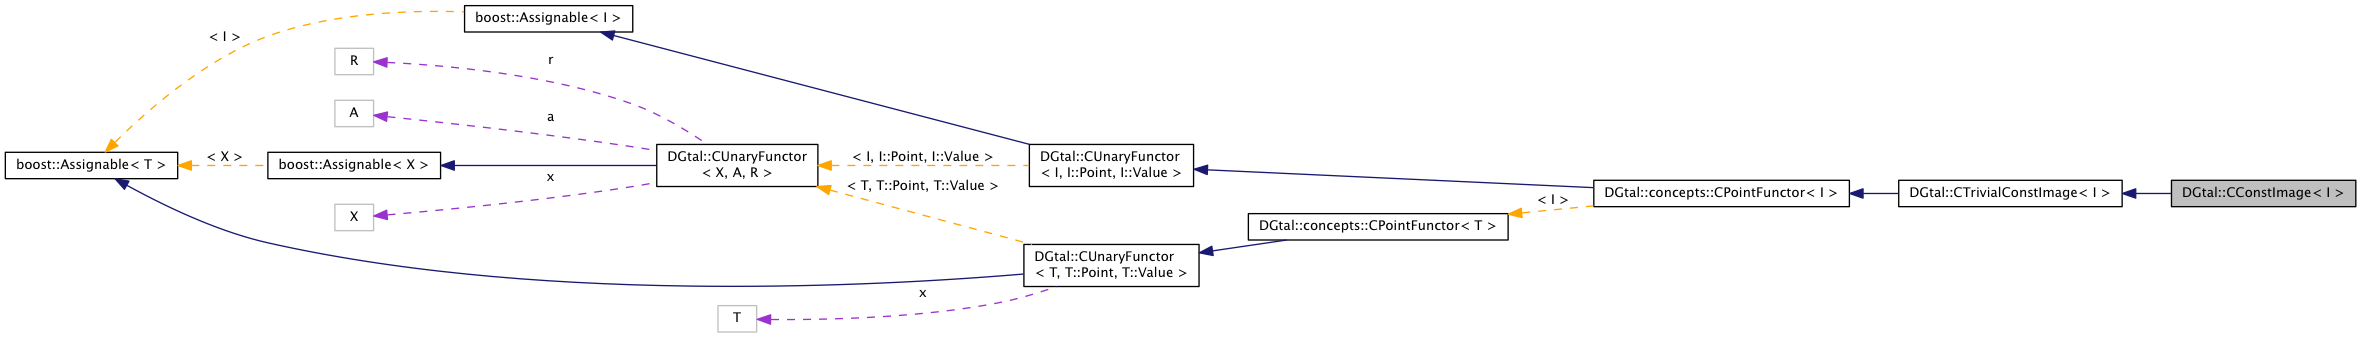 boost::Assignable< I >
< I >
R
r
A
a
DGtal::CUnaryFunctor
< X, A, R >
< I, I::Point, I::Value >
DGtal::CUnaryFunctor
< I, I::Point, I::Value >
boost::Assignable< T >
< X >
boost::Assignable< X >
x
< T, T::Point, T::Value >
X
DGtal::concepts::CPointFunctor< I >
DGtal::CTrivialConstImage< I >
DGtal::CConstImage< I >
< I >
DGtal::concepts::CPointFunctor< T >
DGtal::CUnaryFunctor
< T, T::Point, T::Value >
x
T